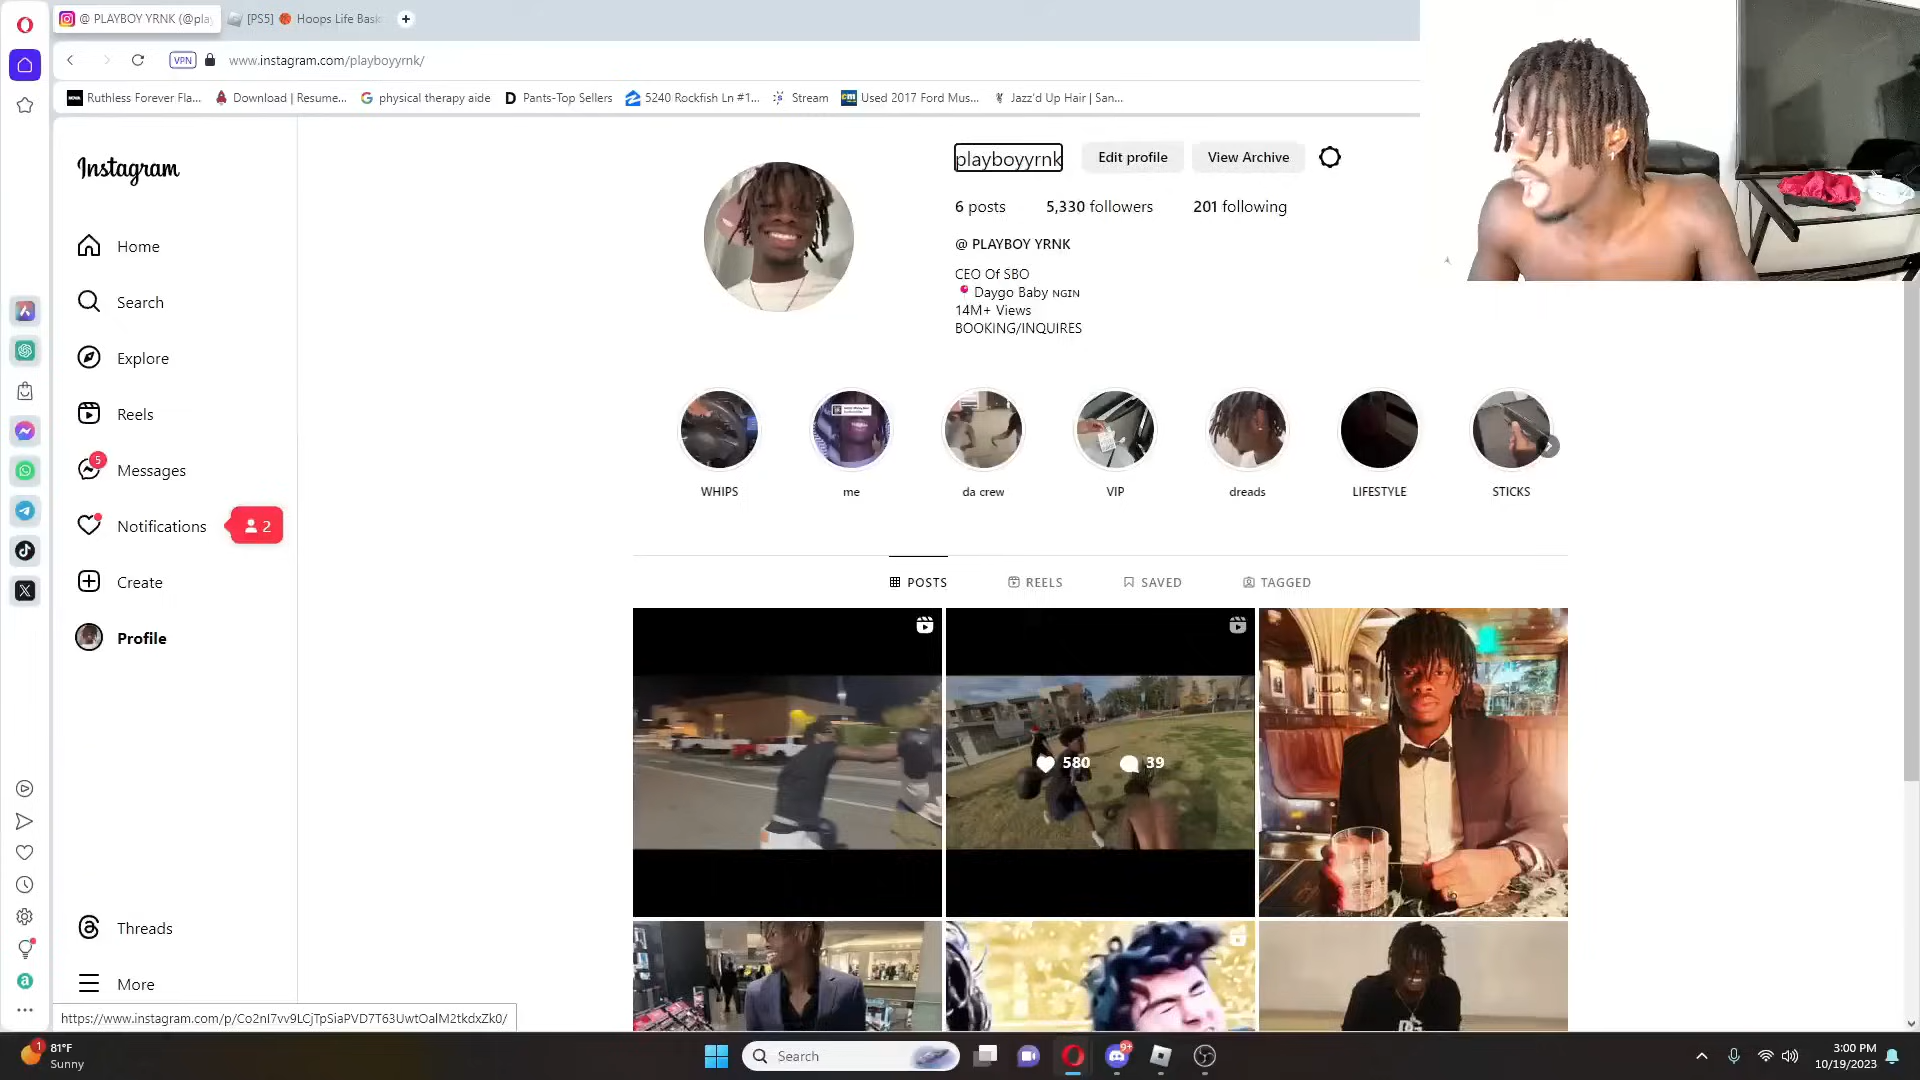 @ PLAYBOY YRNK (@pla
[PS5] 🏀 Hoops Life Bask
VPN
www.instagram.com/playboyyrnk/
Ruthless Forever Fla...
Download | Resume...
physical therapy aide
Pants-Top Sellers
5240 Rockfish Ln #1...
Stream
Used 2017 Ford Mus...
Jazz'd Up Hair | San...
Instagram
Home
Search
Explore
Reels
5
Messages
Notifications
2
Create
Profile
Threads
More
playboyyrnk
Edit profile
View Archive
6 posts
5,330 followers
201 following
@ PLAYBOY YRNK
CEO Of SBO
📍 Daygo Baby ɴɢɪɴ
14M+ Views
BOOKING/INQUIRES
WHIPS
me
da crew
VIP
dreads
LIFESTYLE
STICKS
POSTS
REELS
SAVED
TAGGED
580
39
https://www.instagram.com/p/Co2nI7vv9LCjTpSiaPVD7T63UwtOalM2tkdxZk0/
1
81°F
Sunny
Search
9+
3:00 PM
10/19/2023